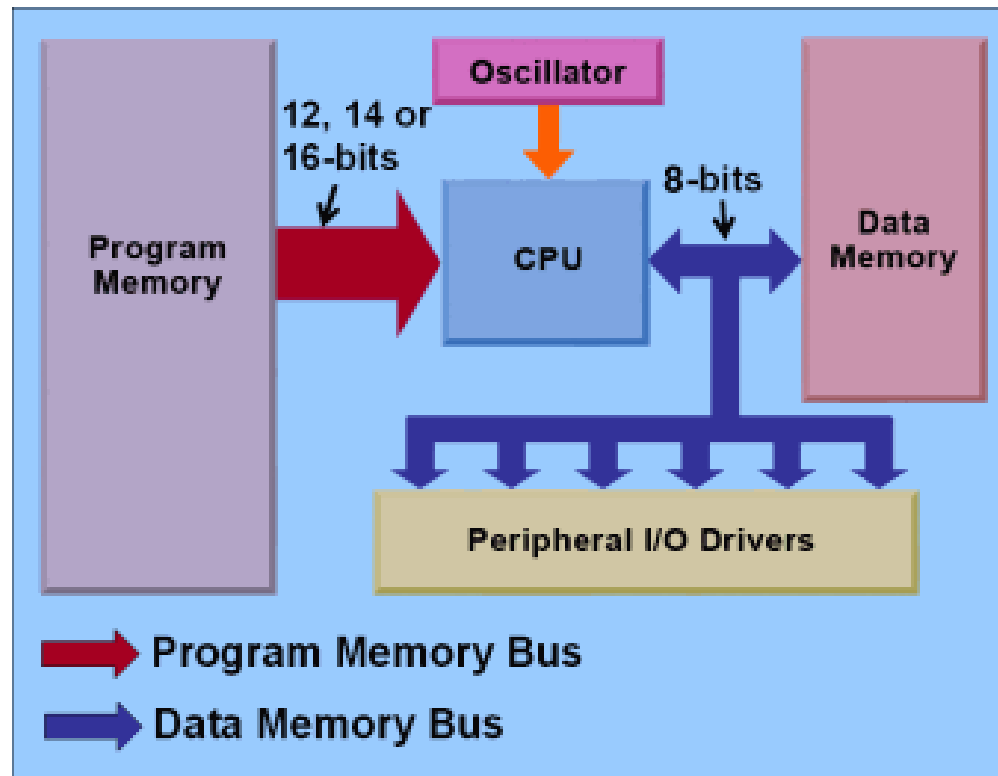 Oscillator
12, 14 or
16-bits
8-bits
Program
Memory
CPU
Data
Memory
Peripheral I/O Drivers
Program Memory Bus
Data Memory Bus